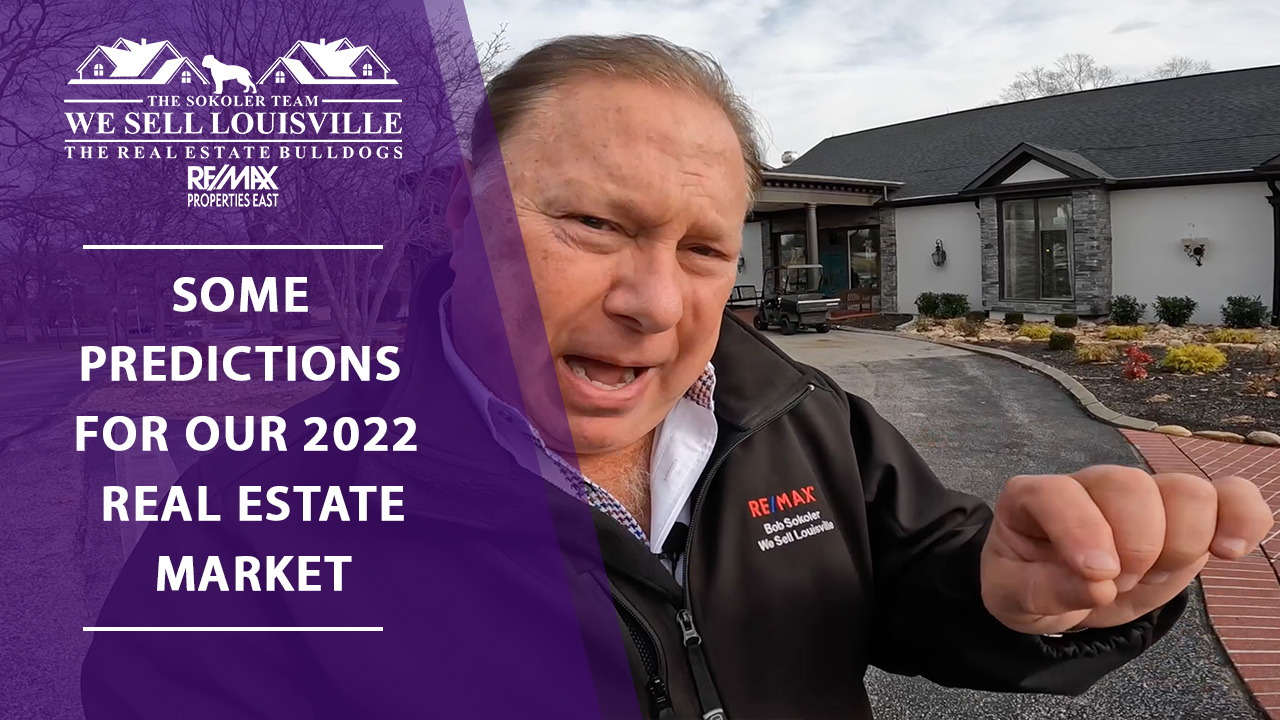 THE SOKOLER TEAM
WE SELL LOUISVILLE
THE REAL ESTATE BULLDOGS
RE/MAX
PROPERTIES EAST
SOME
PREDICTIONS
FOR OUR 2022
REAL ESTATE
MARKET
RE/MAX
Bob Sokoler
We Sell Louisville